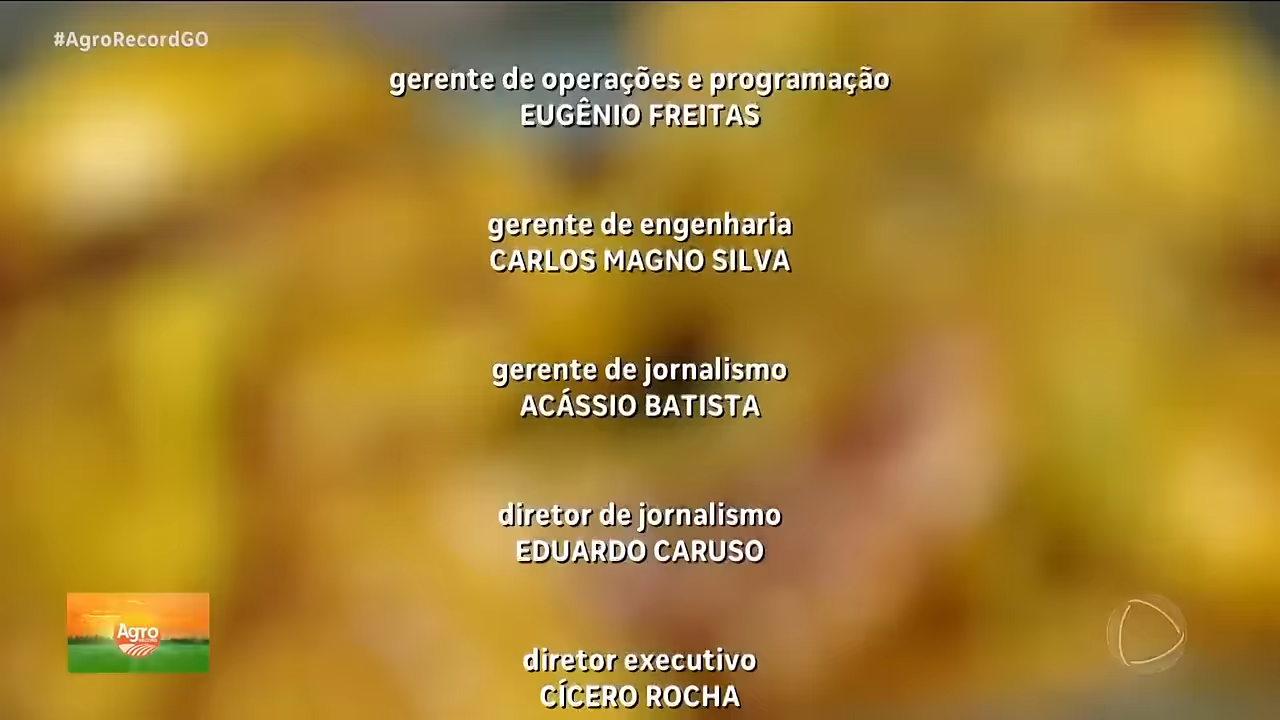 #AgroRecordGO
gerente de operações e programação
EUGÊNIO FREITAS
gerente de engenharia
CARLOS MAGNO SILVA
gerente de jornalismo
ACÁSSIO BATISTA
diretor de jornalismo
EDUARDO CARUSO
diretor executivo
CÍCERO ROCHA
Agro